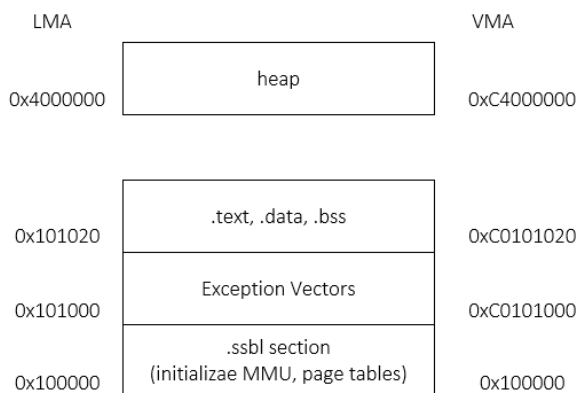 LMA VMA
heap
0x4000000 0xC4000000
.text, .data, .bss
0x101020 0xC0101020
Exception Vectors
0x101000 0xC0101000
.ssbl section
(initializae MMU, page tables)
0x100000 0x100000